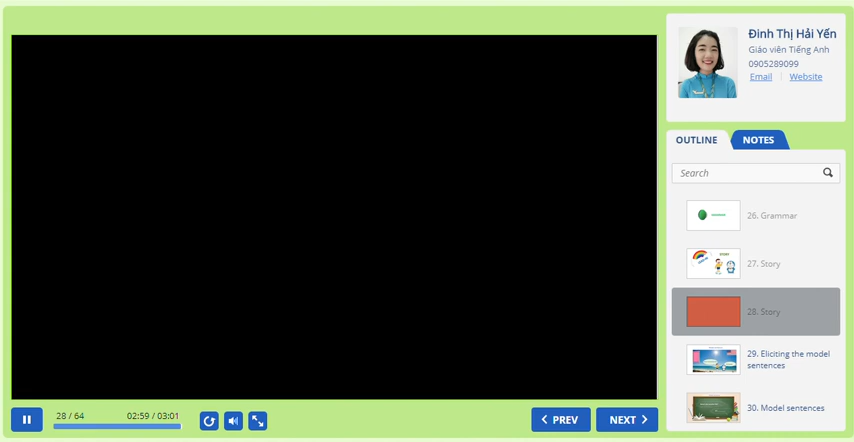 Đinh Thị Hải Yến
Giáo viên Tiếng Anh
0905289099
Email
Website
OUTLINE
NOTES
Search
26. Grammar
27. Story
28. Story
29. Eliciting the model
sentences
30. Model sentences
28 / 64
02:59 / 03:01
PREV
NEXT